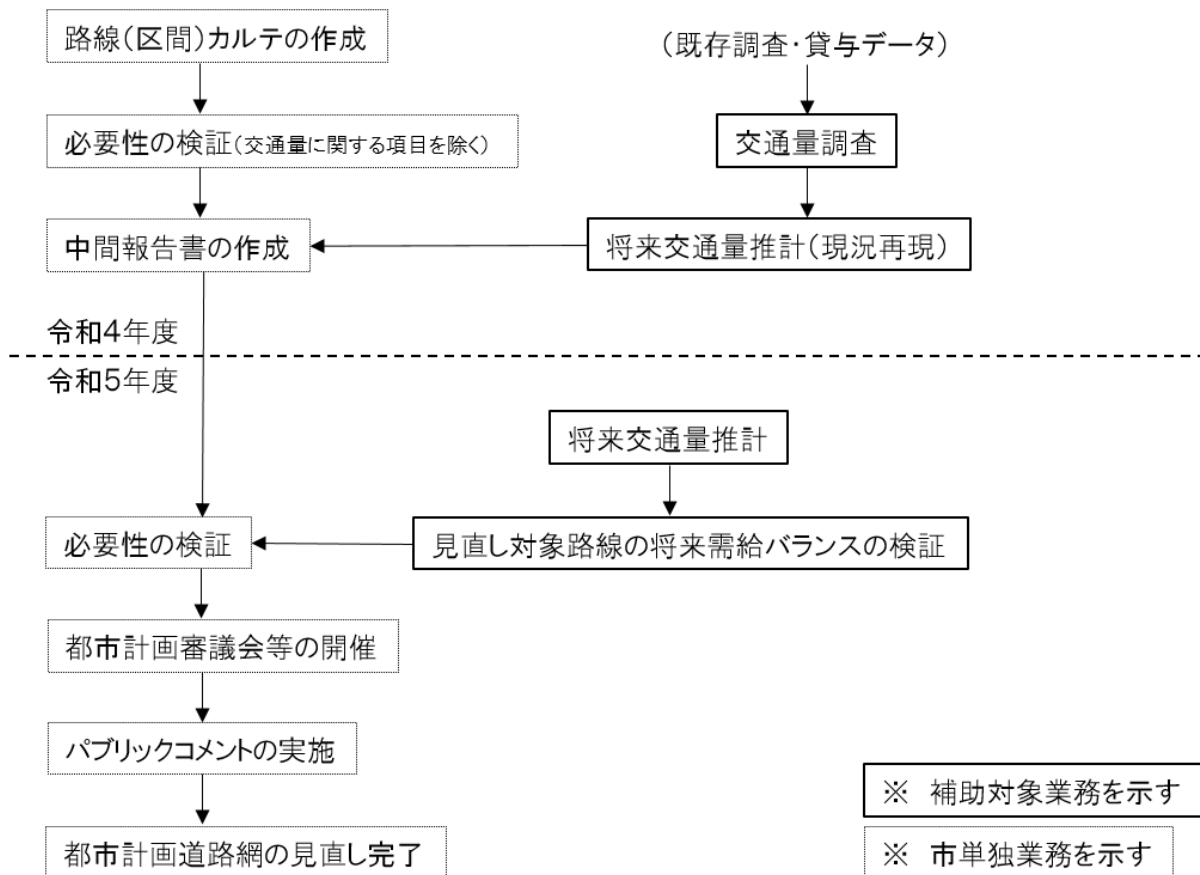 路線（区間）カルテの作成
（既存調査・貸与データ）
必要性の検証（交通量に関する項目を除く）
交通量調査
中間報告書の作成
将来交通量推計（現況再現）
令和4年度
令和5年度
将来交通量推計
必要性の検証
見直し対象路線の将来需給バランスの検証
都市計画審議会等の開催
パブリックコメントの実施
※ 補助対象業務を示す
都市計画道路網の見直し完了
※ 市単独業務を示す